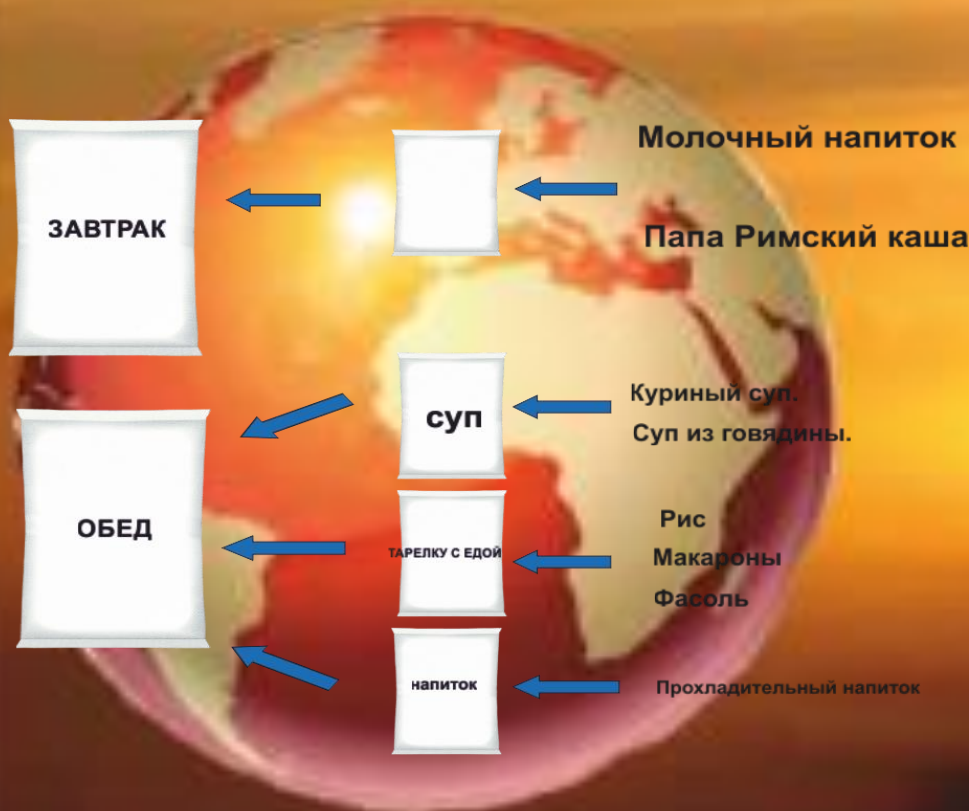 Молочный напиток
ЗАВТРАК
Папа Римский каша
Куриный суп.
суп
Суп из говядины.
Рис
ОБЕД
ТАРЕЛКУ С ЕДОЙ
Макароны
Фасоль
напиток
Прохладительный напиток